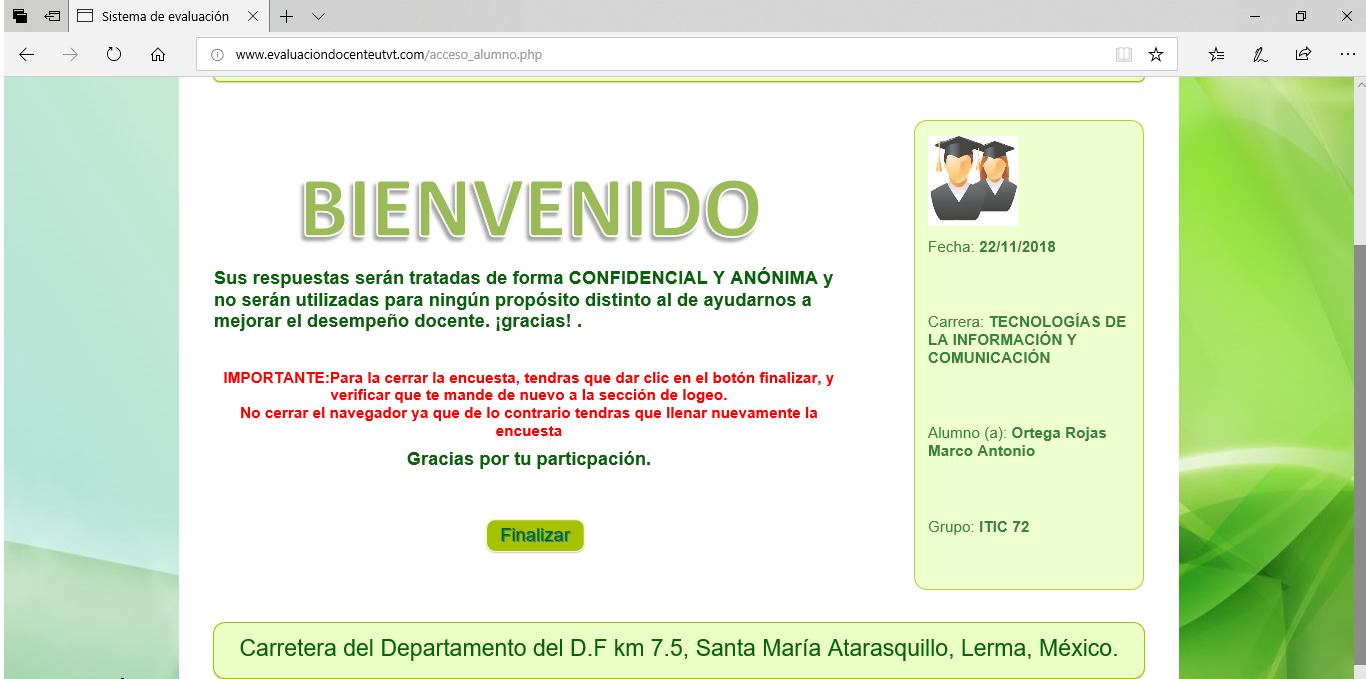 Sistema de evaluación
www.evaluaciondocenteutvt.com/acceso_alumno.php
BIENVENIDO
Sus respuestas serán tratadas de forma CONFIDENCIAL Y ANÓNIMA y
no serán utilizadas para ningún propósito distinto al de ayudarnos a
mejorar el desempeño docente. ¡gracias! .
IMPORTANTE:Para la cerrar la encuesta, tendras que dar clic en el botón finalizar, y
verificar que te mande de nuevo a la sección de logeo.
No cerrar el navegador ya que de lo contrario tendras que llenar nuevamente la
encuesta
Gracias por tu particpación.
Finalizar
Fecha: 22/11/2018
Carrera: TECNOLOGÍAS DE
LA INFORMACIÓN Y
COMUNICACIÓN
Alumno (a): Ortega Rojas
Marco Antonio
Grupo: ITIC 72
Carretera del Departamento del D.F km 7.5, Santa María Atarasquillo, Lerma, México.